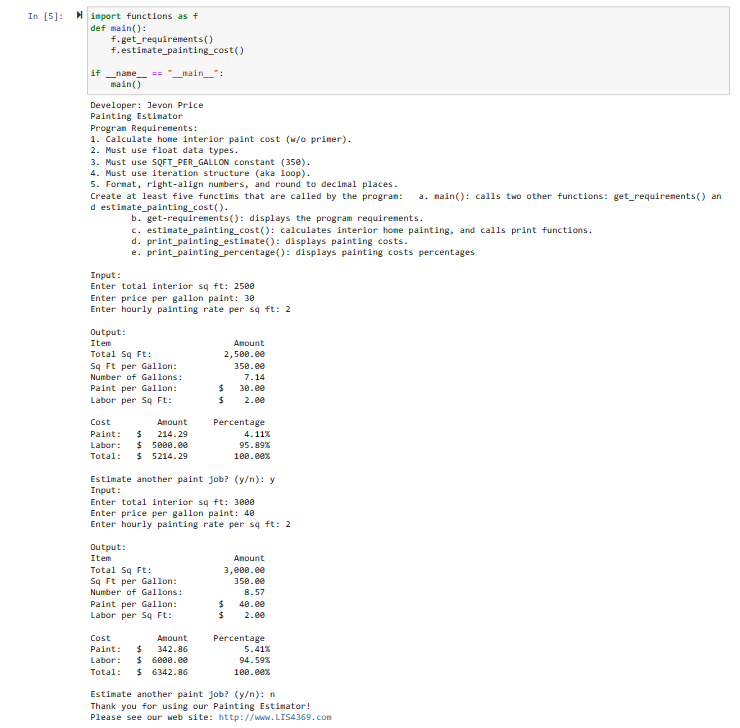 In [5]: import functions as f
def main():
    f.get_requirements()
    f.estimate_painting_cost()

if __name__ == "__main__":
    main()
Developer: Jevon Price
Painting Estimator
Program Requirements:
1. Calculate home interior paint cost (w/o primer).
2. Must use float data types.
3. Must use SQFT_PER_GALLON constant (350).
4. Must use iteration structure (aka loop).
5. Format, right-align numbers, and round to decimal places.
Create at least five functims that are called by the program:   a. main(): calls two other functions: get_requirements() an
d estimate_painting_cost().
        b. get-requirements(): displays the program requirements.
        c. estimate_painting_cost(): calculates interior home painting, and calls print functions.
        d. print_painting_estimate(): displays painting costs.
        e. print_painting_percentage(): displays painting costs percentages

Input:
Enter total interior sq ft: 2500
Enter price per gallon paint: 30
Enter hourly painting rate per sq ft: 2

Output:
Item                        Amount
Total Sq Ft:              2,500.00
Sq Ft per Gallon:           350.00
Number of Gallons:            7.14
Paint per Gallon:        $   30.00
Labor per Sq Ft:         $    2.00

Cost         Amount     Percentage
Paint:   $   214.29          4.11%
Labor:   $  5000.00         95.89%
Total:   $  5214.29        100.00%

Estimate another paint job? (y/n): y
Input:
Enter total interior sq ft: 3000
Enter price per gallon paint: 40
Enter hourly painting rate per sq ft: 2

Output:
Item                        Amount
Total Sq Ft:              3,000.00
Sq Ft per Gallon:           350.00
Number of Gallons:            8.57
Paint per Gallon:        $   40.00
Labor per Sq Ft:         $    2.00

Cost         Amount     Percentage
Paint:   $   342.86          5.41%
Labor:   $  6000.00         94.59%
Total:   $  6342.86        100.00%

Estimate another paint job? (y/n): n
Thank you for using our Painting Estimator!
Please see our web site: http://www.LIS4369.com